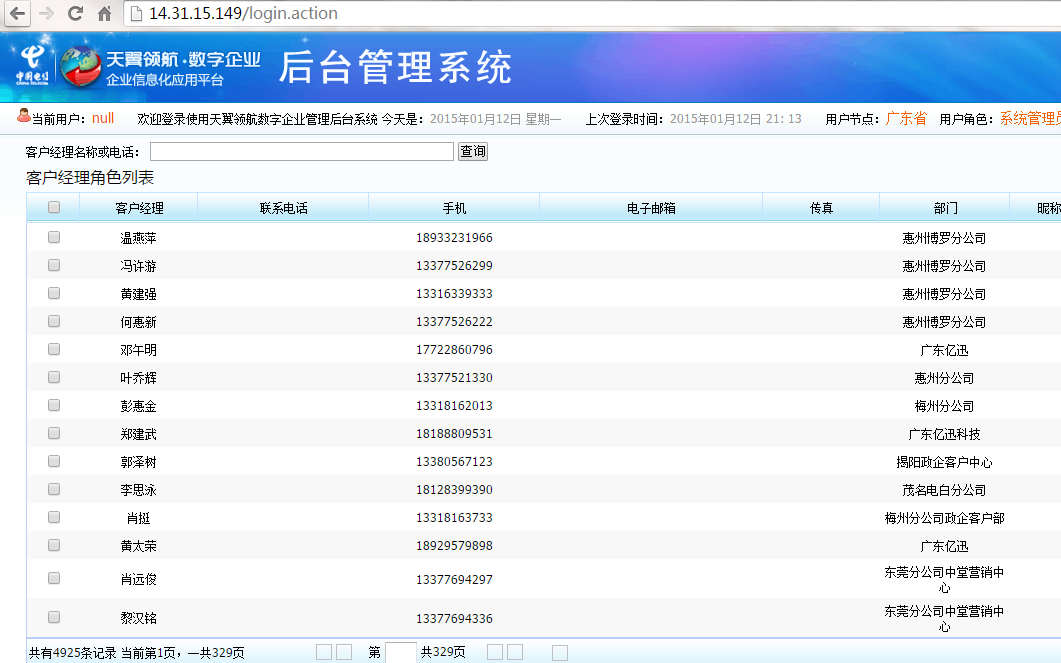 14.31.15.149/login.action
中国电信
CHINA TELECOM
天翼领航·数字企业
企业信息化应用平台
后台管理系统
当前用户：null 欢迎登录使用天翼领航数字企业管理后台系统 今天是：2015年01月12日 星期一 上次登录时间：2015年01月12日 21: 13 用户节点：广东省 用户角色：系统管理员
客户经理名称或电话： 查询
客户经理角色列表
客户经理 联系电话 手机 电子邮箱 传真 部门 昵称
温燕萍 18933231966 惠州博罗分公司
冯许游 13377526299 惠州博罗分公司
黄建强 13316339333 惠州博罗分公司
何惠新 13377526222 惠州博罗分公司
邓午明 17722860796 广东亿迅
叶乔辉 13377521330 惠州分公司
彭惠金 13318162013 梅州分公司
郑建武 18188809531 广东亿迅科技
郭泽树 13380567123 揭阳政企客户中心
李思泳 18128399390 茂名电白分公司
肖挺 13318163733 梅州分公司政企客户部
黄太荣 18929579898 广东亿迅
肖远俊 13377694297 东莞分公司中堂营销中
心
黎汉铭 13377694336 东莞分公司中堂营销中
心
共有4925条记录 当前第1页，一共329页 第 共329页